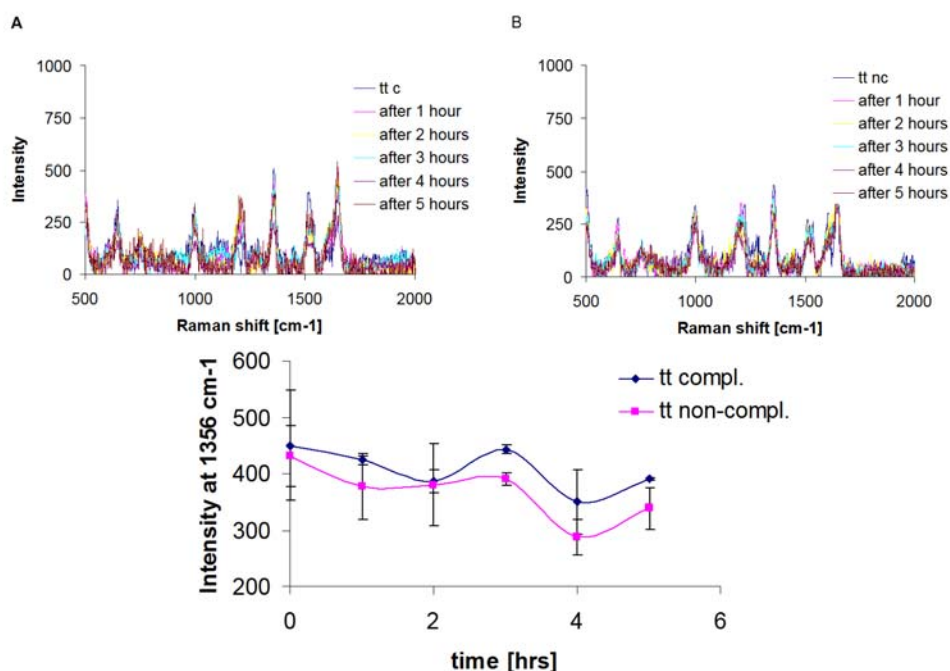 A
1000
750
500
250
0
Intensity
tt c
after 1 hour
after 2 hours
after 3 hours
after 4 hours
after 5 hours
500
1000
1500
2000
Raman shift [cm-1]
B
1000
750
500
250
0
Intensity
tt nc
after 1 hour
after 2 hours
after 3 hours
after 4 hours
after 5 hours
500
1000
1500
2000
Raman shift [cm-1]
600
500
400
300
200
Intensity at 1356 cm-1
tt compl.
tt non-compl.
0
2
4
6
time [hrs]